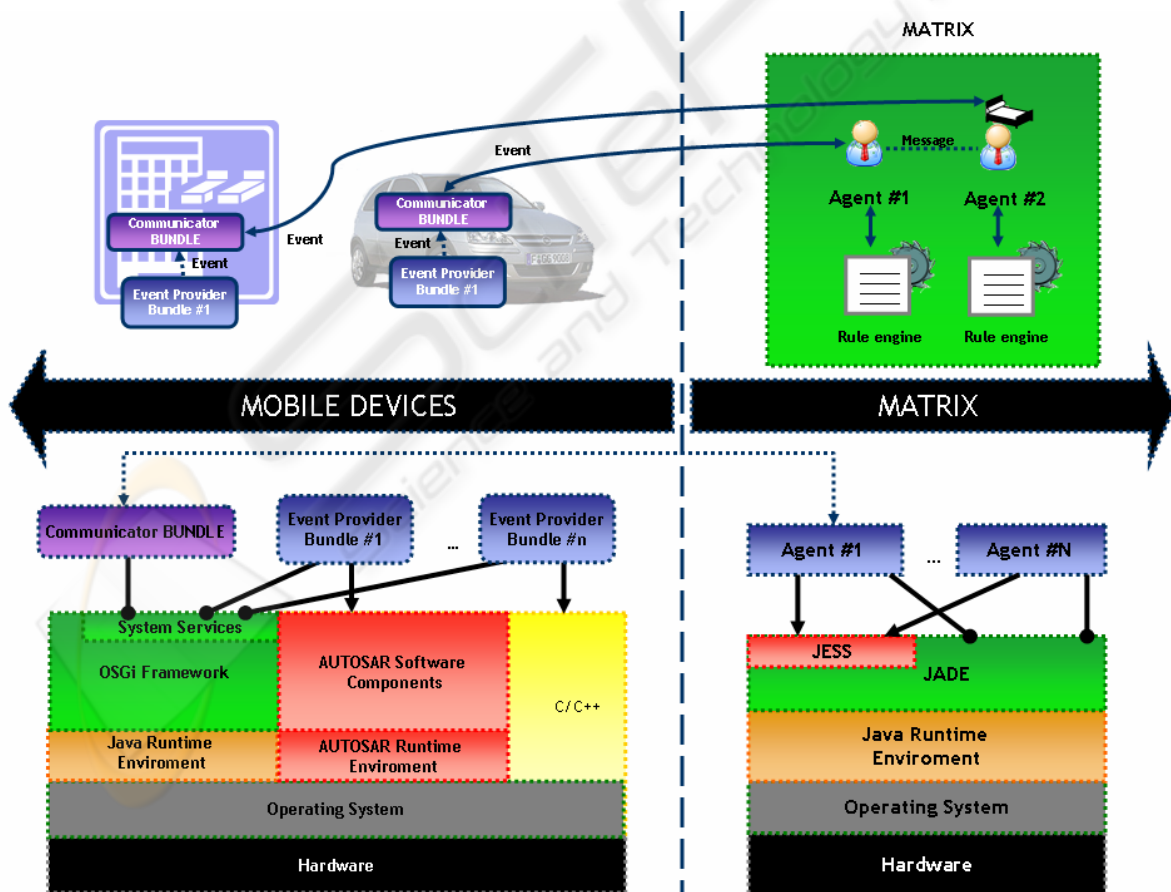 MATRIX
Event
Message
Agent #1
Agent #2
Communicator
BUNDLE
Event
Event Provider
Bundle #1
Event
Communicator
BUNDLE
Event
Event Provider
Bundle #1
Rule engine
Rule engine
MOBILE DEVICES
MATRIX
Communicator BUNDLE
Event Provider
Bundle #1
...
Event Provider
Bundle #n
Agent #1
...
Agent #N
System Services
OSGi Framework
AUTOSAR Software
Components
C/C++
Java Runtime
Enviroment
AUTOSAR Runtime
Enviroment
Operating System
Hardware
JESS
JADE
Java Runtime
Enviroment
Operating System
Hardware
Science and Technology